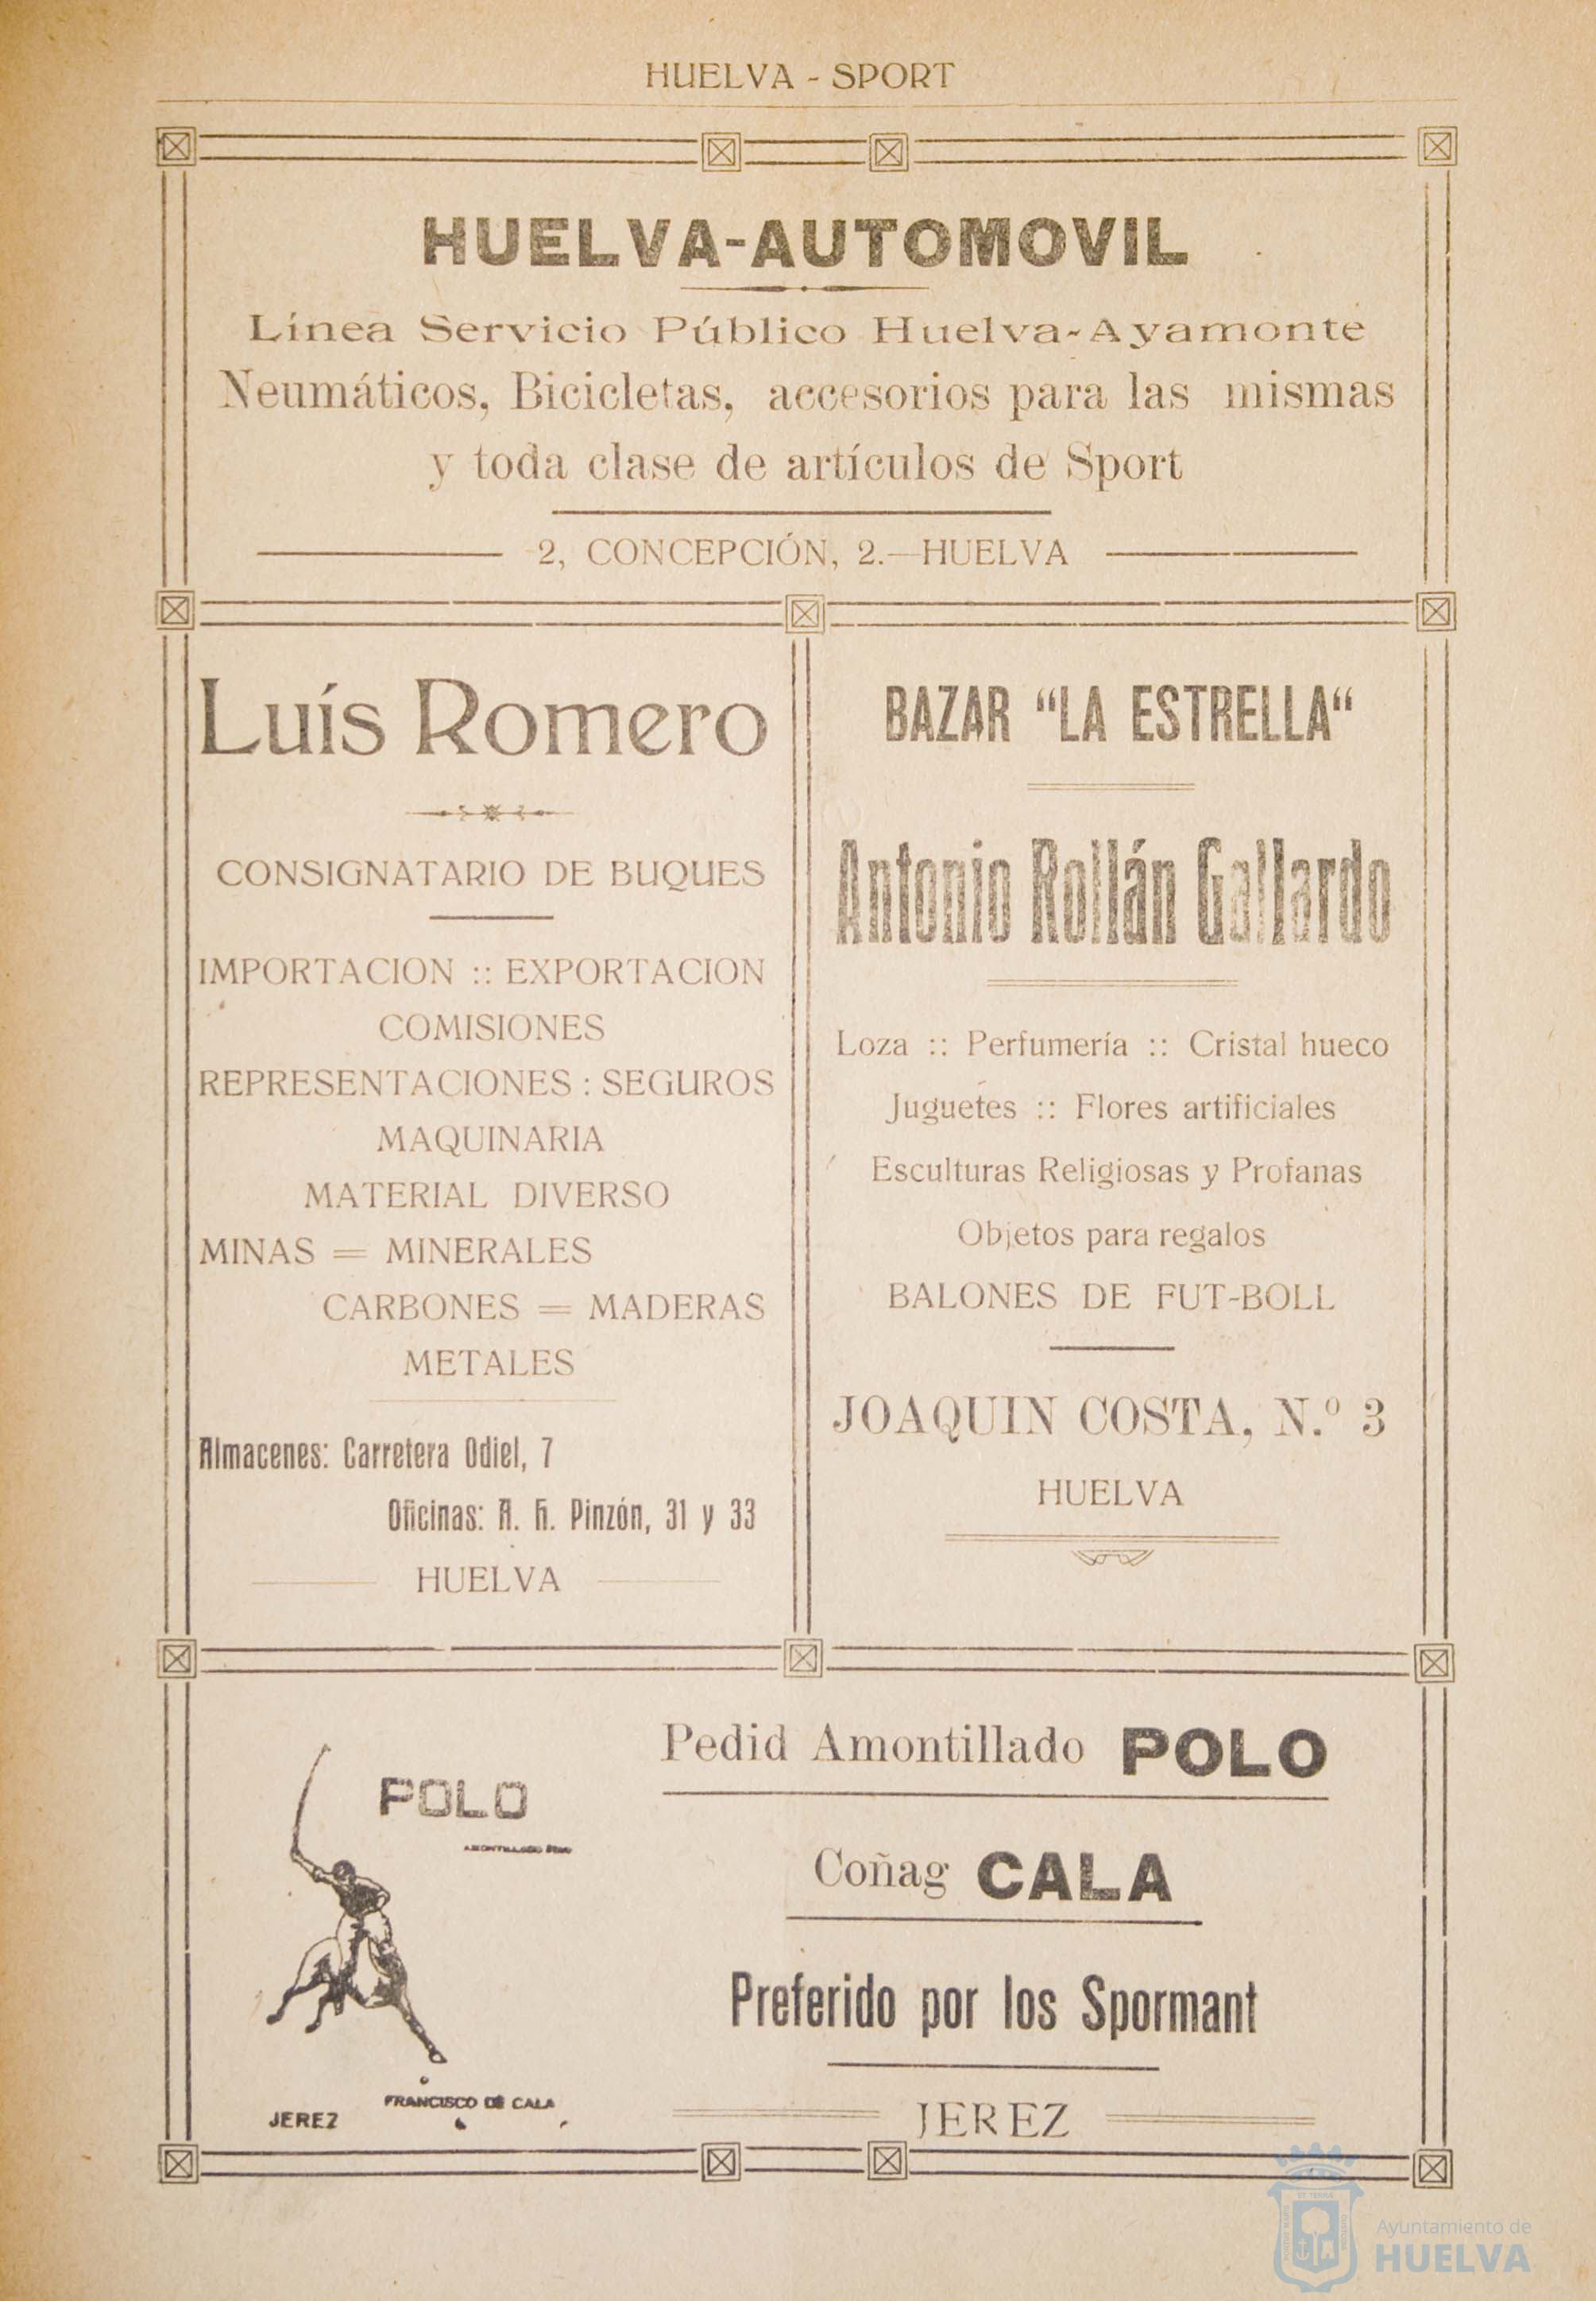 HUELVA - SPORT
HUELVA-AUTOMOVIL
Línea Servicio Público Huelva-Ayamonte
Neumáticos, Bicicletas, accesorios para las mismas
y toda clase de artículos de Sport
2, CONCEPCIÓN, 2.—HUELVA
Luís Romero
CONSIGNATARIO DE BUQUES
IMPORTACION :: EXPORTACION
COMISIONES
REPRESENTACIONES : SEGUROS
MAQUINARIA
MATERIAL DIVERSO
MINAS = MINERALES
CARBONES = MADERAS
METALES
Almacenes: Carretera Odiel, 7
Oficinas: A. H. Pinzón, 31 y 33
HUELVA
BAZAR “LA ESTRELLA“
Antonio Rollán Gallardo
Loza :: Perfumería :: Cristal hueco
Juguetes :: Flores artificiales
Esculturas Religiosas y Profanas
Objetos para regalos
BALONES DE FUT-BOLL
JOAQUIN COSTA, N.º 3
HUELVA
POLO
AMONTILLADO FINO
FRANCISCO DE CALA
JEREZ
Pedid Amontillado POLO
Coñag CALA
Preferido por los Spormant
JEREZ
Ayuntamiento de
HUELVA